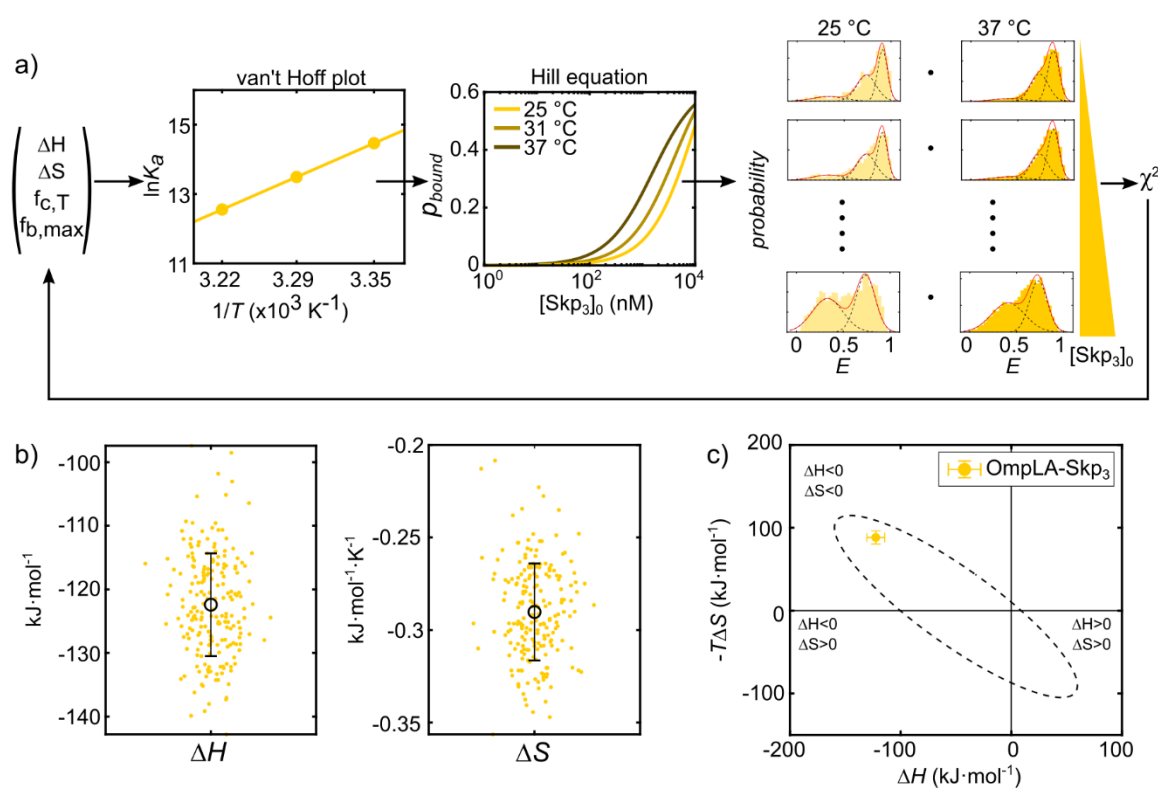 a)
ΔH
ΔS
f_c,T
f_b,max
van't Hoff plot
lnK_a
15
13
11
3.22 3.29 3.35
1/T (x10³ K⁻¹)
Hill equation
p_bound
0.6
0.4
0.2
0
25 °C
31 °C
37 °C
10⁰ 10² 10⁴
[Skp₃]₀ (nM)
25 °C 37 °C
probability
0 0.5 1
E
0 0.5 1
E
[Skp₃]₀
χ²
b)
kJ·mol⁻¹
-100
-110
-120
-130
-140
ΔH
kJ·mol⁻¹·K⁻¹
-0.2
-0.25
-0.3
-0.35
ΔS
c)
-TΔS (kJ·mol⁻¹)
200
100
0
-100
-200 -100 0 100
ΔH (kJ·mol⁻¹)
ΔH<0
ΔS<0
OmpLA-Skp₃
ΔH<0
ΔS>0
ΔH>0
ΔS>0